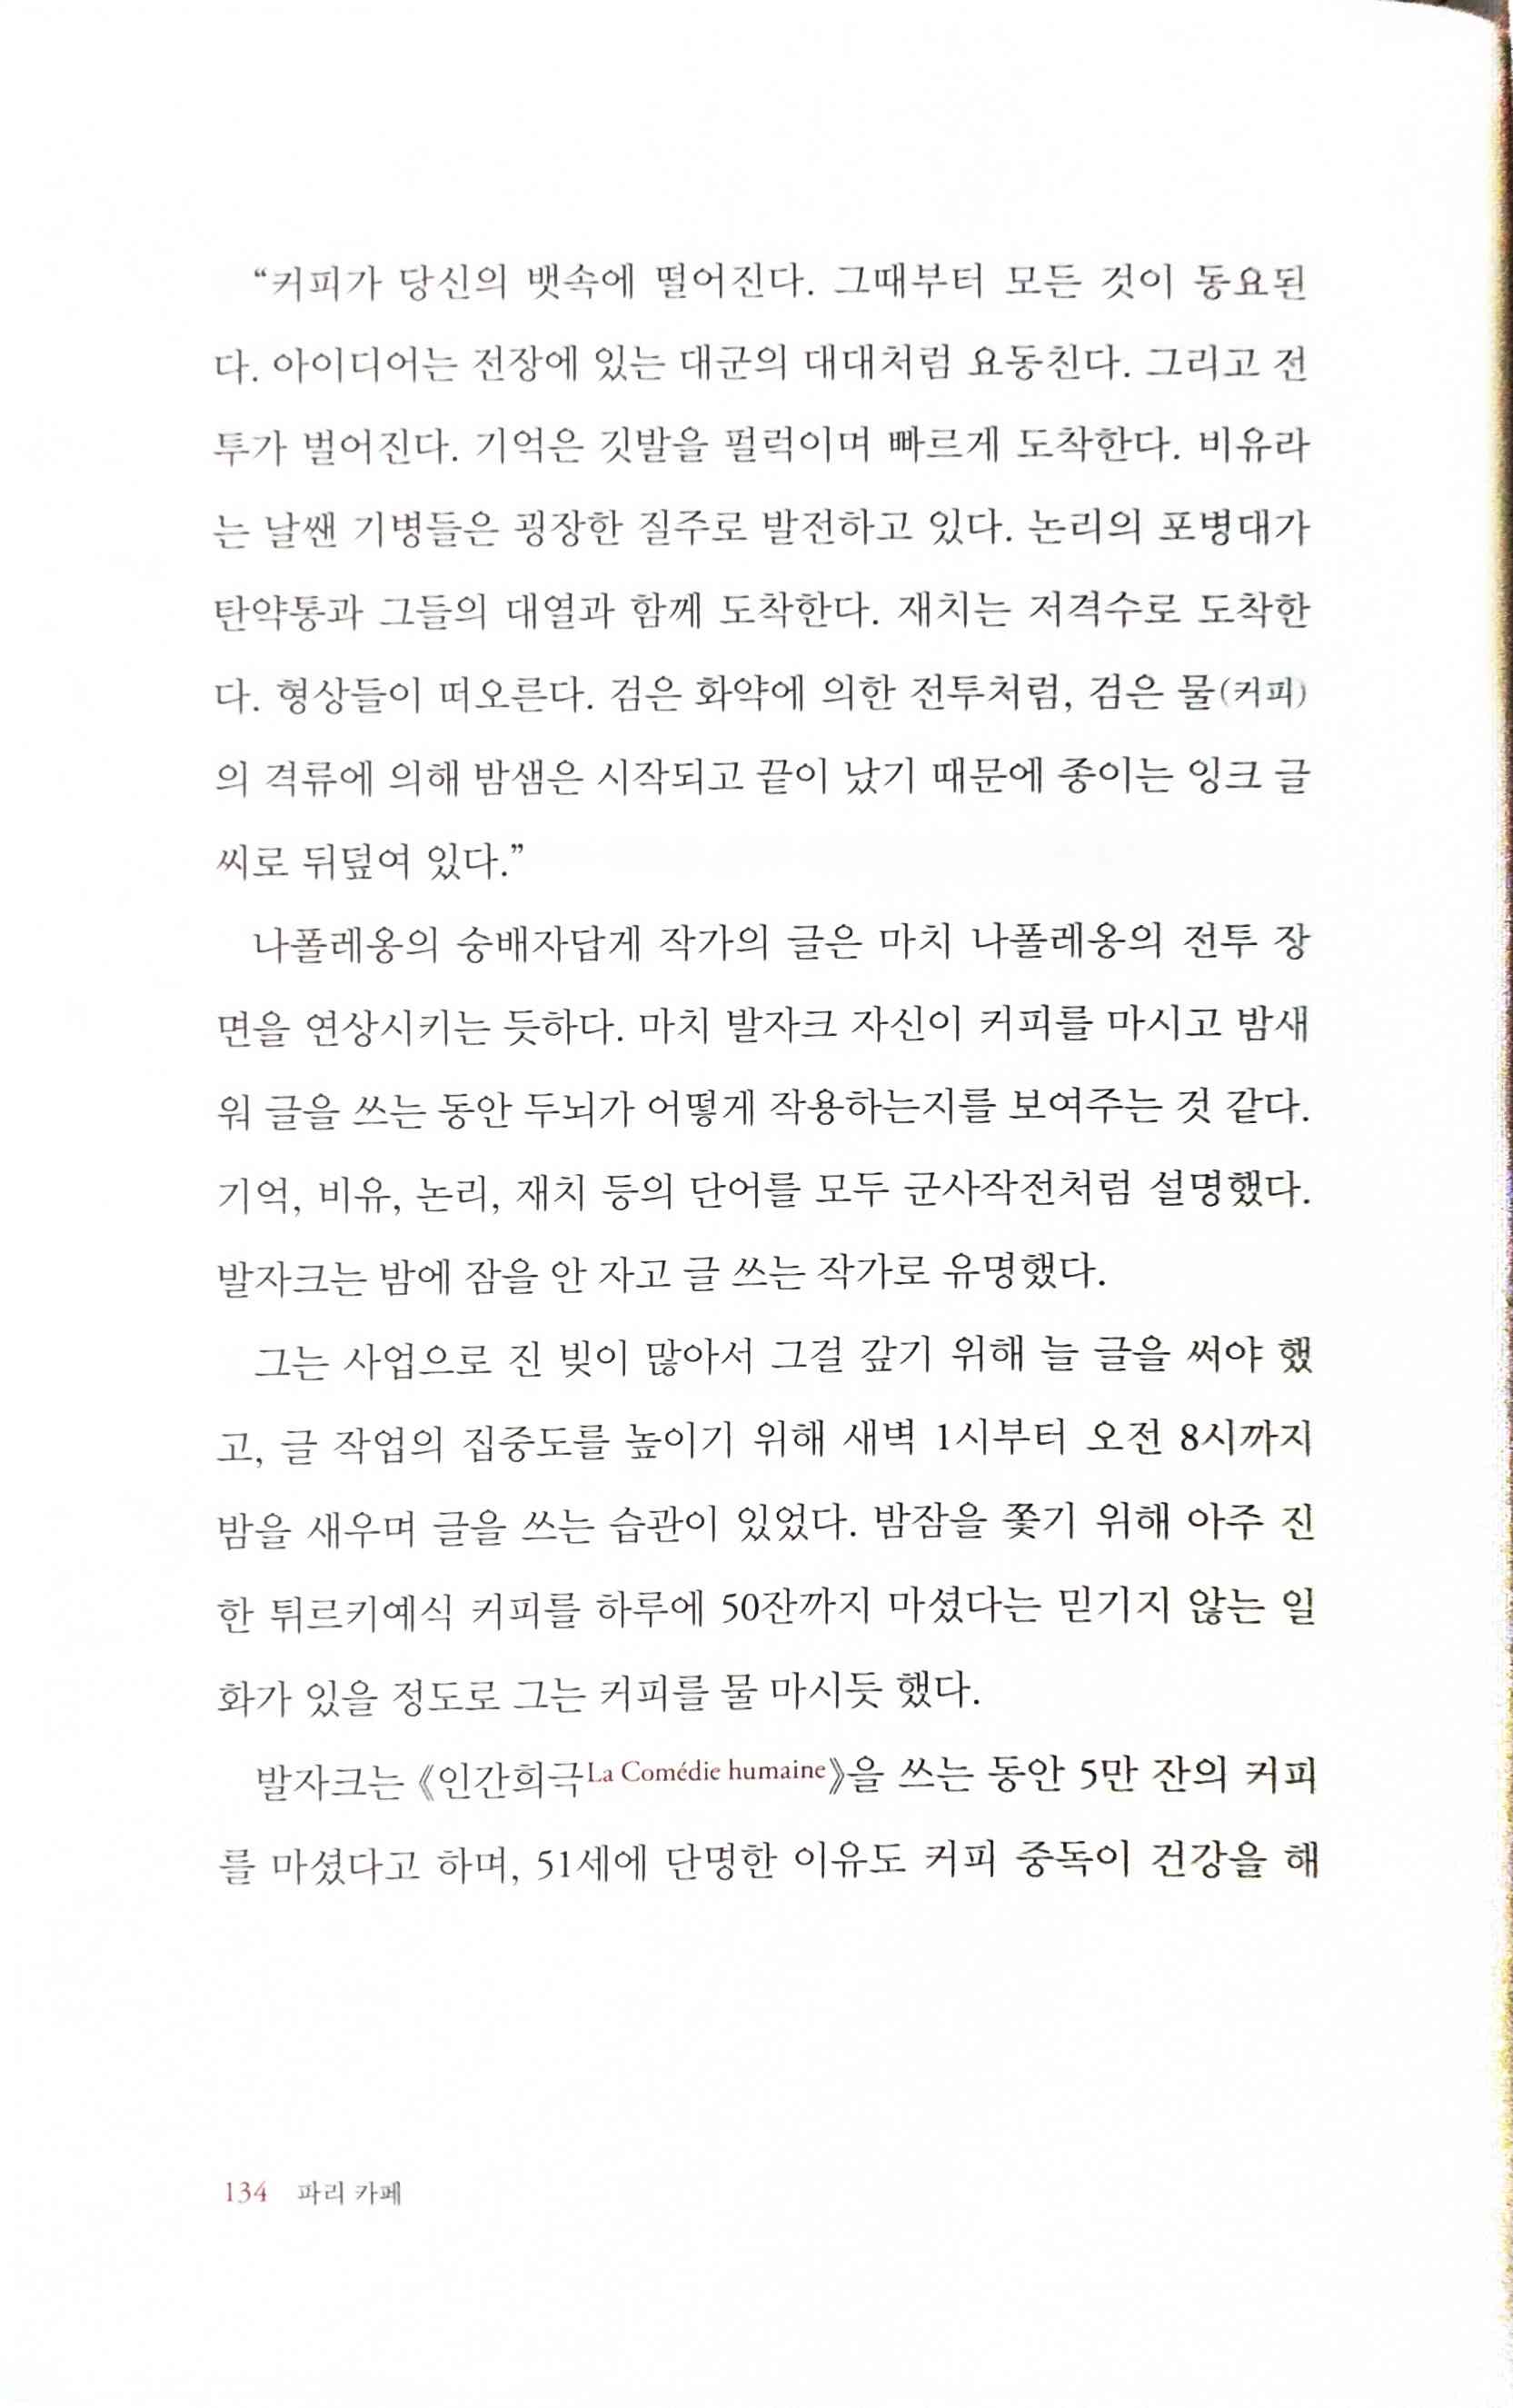 “커피가 당신의 뱃속에 떨어진다. 그때부터 모든 것이 동요된
다. 아이디어는 전장에 있는 대군의 대대처럼 요동친다. 그리고 전
투가 벌어진다. 기억은 깃발을 펄럭이며 빠르게 도착한다. 비유라
는 날쌘 기병들은 굉장한 질주로 발전하고 있다. 논리의 포병대가
탄약통과 그들의 대열과 함께 도착한다. 재치는 저격수로 도착한
다. 형상들이 떠오른다. 검은 화약에 의한 전투처럼, 검은 물(커피)
의 격류에 의해 밤샘은 시작되고 끝이 났기 때문에 종이는 잉크 글
씨로 뒤덮여 있다.”
나폴레옹의 숭배자답게 작가의 글은 마치 나폴레옹의 전투 장
면을 연상시키는 듯하다. 마치 발자크 자신이 커피를 마시고 밤새
워 글을 쓰는 동안 두뇌가 어떻게 작용하는지를 보여주는 것 같다.
기억, 비유, 논리, 재치 등의 단어를 모두 군사작전처럼 설명했다.
발자크는 밤에 잠을 안 자고 글 쓰는 작가로 유명했다.
그는 사업으로 진 빚이 많아서 그걸 갚기 위해 늘 글을 써야 했
고, 글 작업의 집중도를 높이기 위해 새벽 1시부터 오전 8시까지
밤을 새우며 글을 쓰는 습관이 있었다. 밤잠을 쫓기 위해 아주 진
한 튀르키예식 커피를 하루에 50잔까지 마셨다는 믿기지 않는 일
화가 있을 정도로 그는 커피를 물 마시듯 했다.
발자크는 《인간희극La Comédie humaine》을 쓰는 동안 5만 잔의 커피
를 마셨다고 하며, 51세에 단명한 이유도 커피 중독이 건강을 해
134 파리 카페